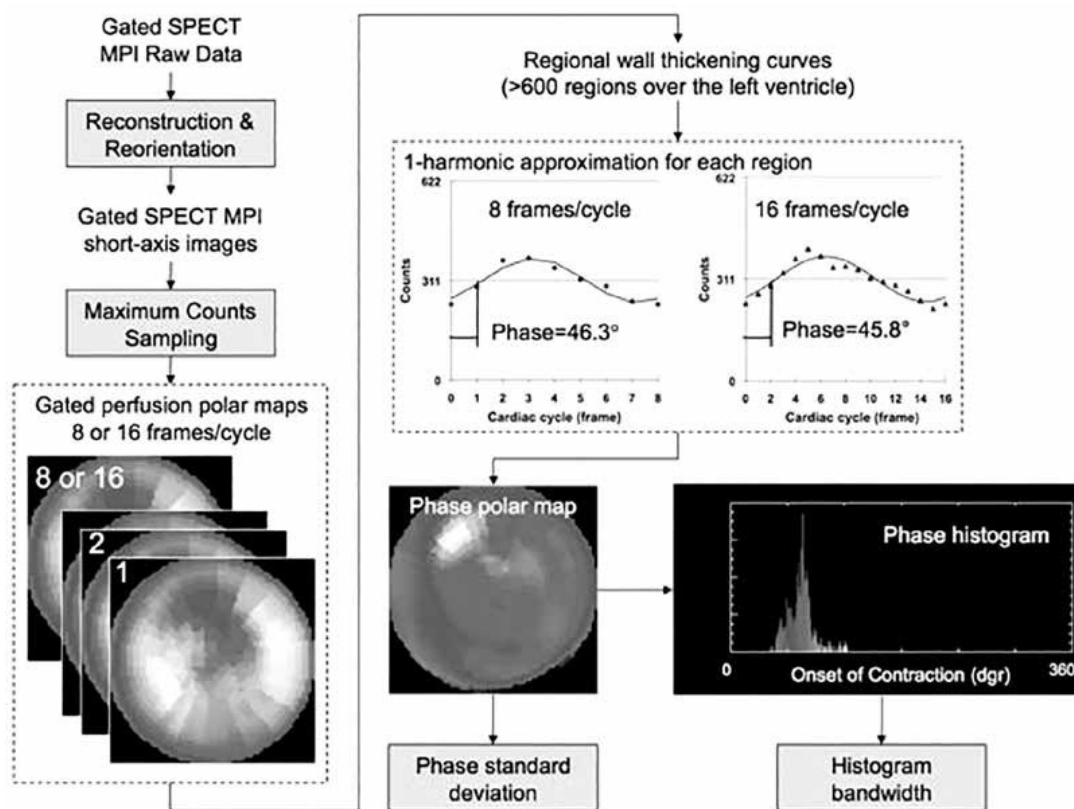 Gated SPECT
MPI Raw Data
Reconstruction &
Reorientation
Gated SPECT MPI
short-axis images
Maximum Counts
Sampling
Gated perfusion polar maps
8 or 16 frames/cycle
8 or 16
2
1
Regional wall thickening curves
(>600 regions over the left ventricle)
1-harmonic approximation for each region
622
8 frames/cycle
Counts
311
Phase=46.3°
0
0 1 2 3 4 5 6 7 8
Cardiac cycle (frame)
622
16 frames/cycle
Counts
311
Phase=45.8°
0
0 2 4 6 8 10 12 14 16
Cardiac cycle (frame)
Phase polar map
Phase histogram
0 360
Onset of Contraction (dgr)
Phase standard
deviation
Histogram
bandwidth